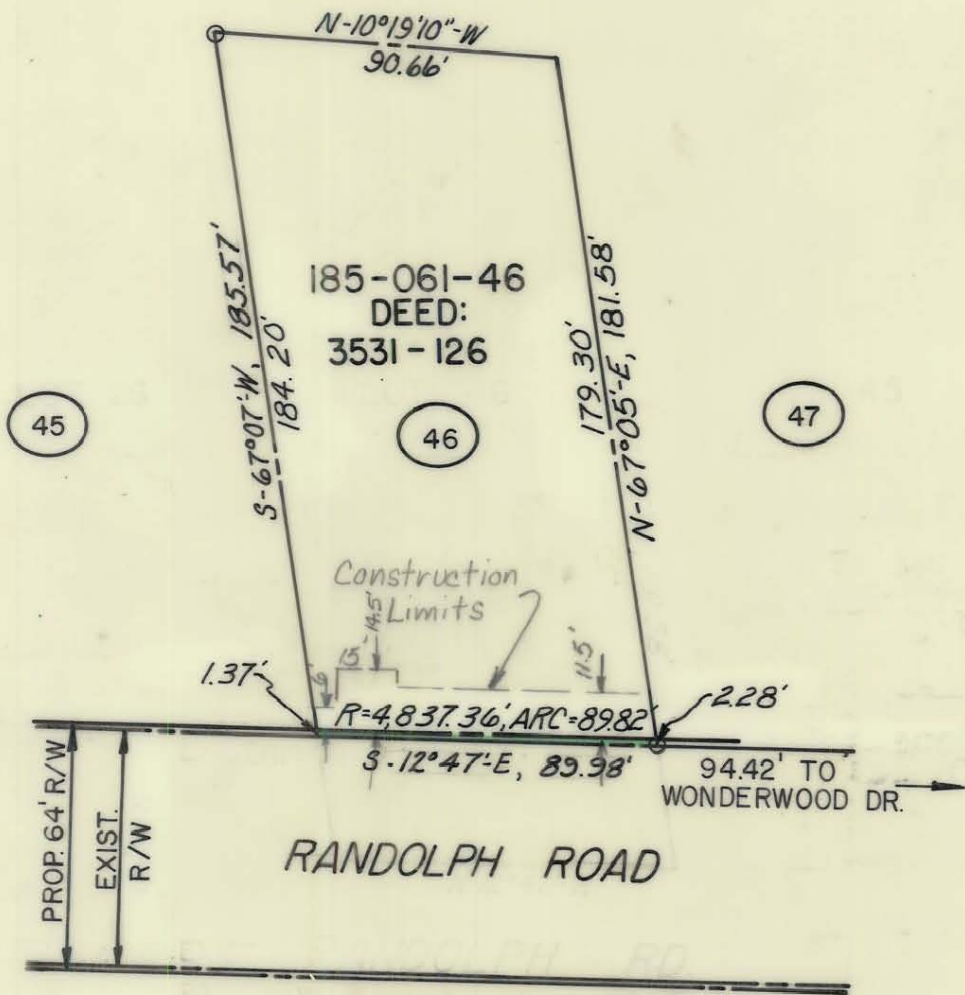 N-10°19'10"-W
90.66'
S-67°07'-W, 185.57'
184.20'
185-061-46
DEED:
3531-126
179.30'
N-67°05'-E, 181.58'
45
46
47
Construction
Limits
15'
14.5'
6'
11.5'
1.37'
2.28'
R=4,837.36', ARC=89.82'
S-12°47'-E, 89.98'
94.42' TO
WONDERWOOD DR.
PROP. 64' R/W
EXIST.
R/W
RANDOLPH ROAD
RANDOLPH RD.